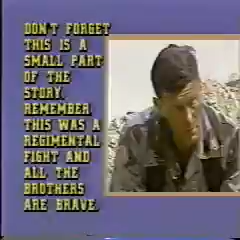 DON'T FORGET
THIS IS A
SMALL PART
OF THE
STORY.
REMEMBER
THIS WAS A
REGIMENTAL
FIGHT AND
ALL THE
BROTHERS
ARE BRAVE.